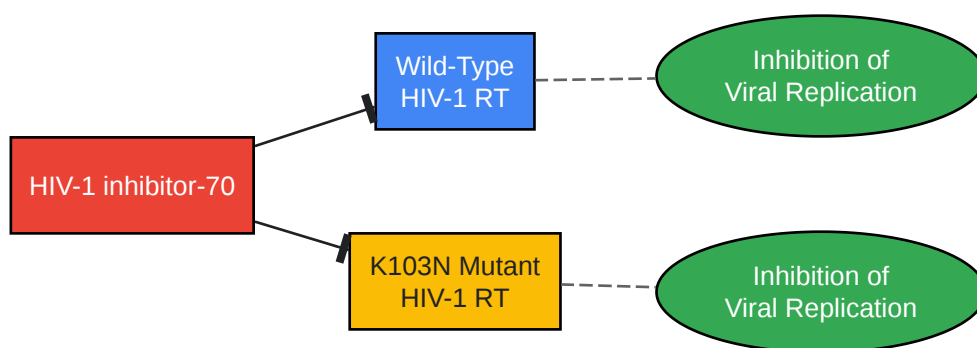 Wild-Type
HIV-1 RT
Inhibition of
Viral Replication
HIV-1 inhibitor-70
K103N Mutant
HIV-1 RT
Inhibition of
Viral Replication